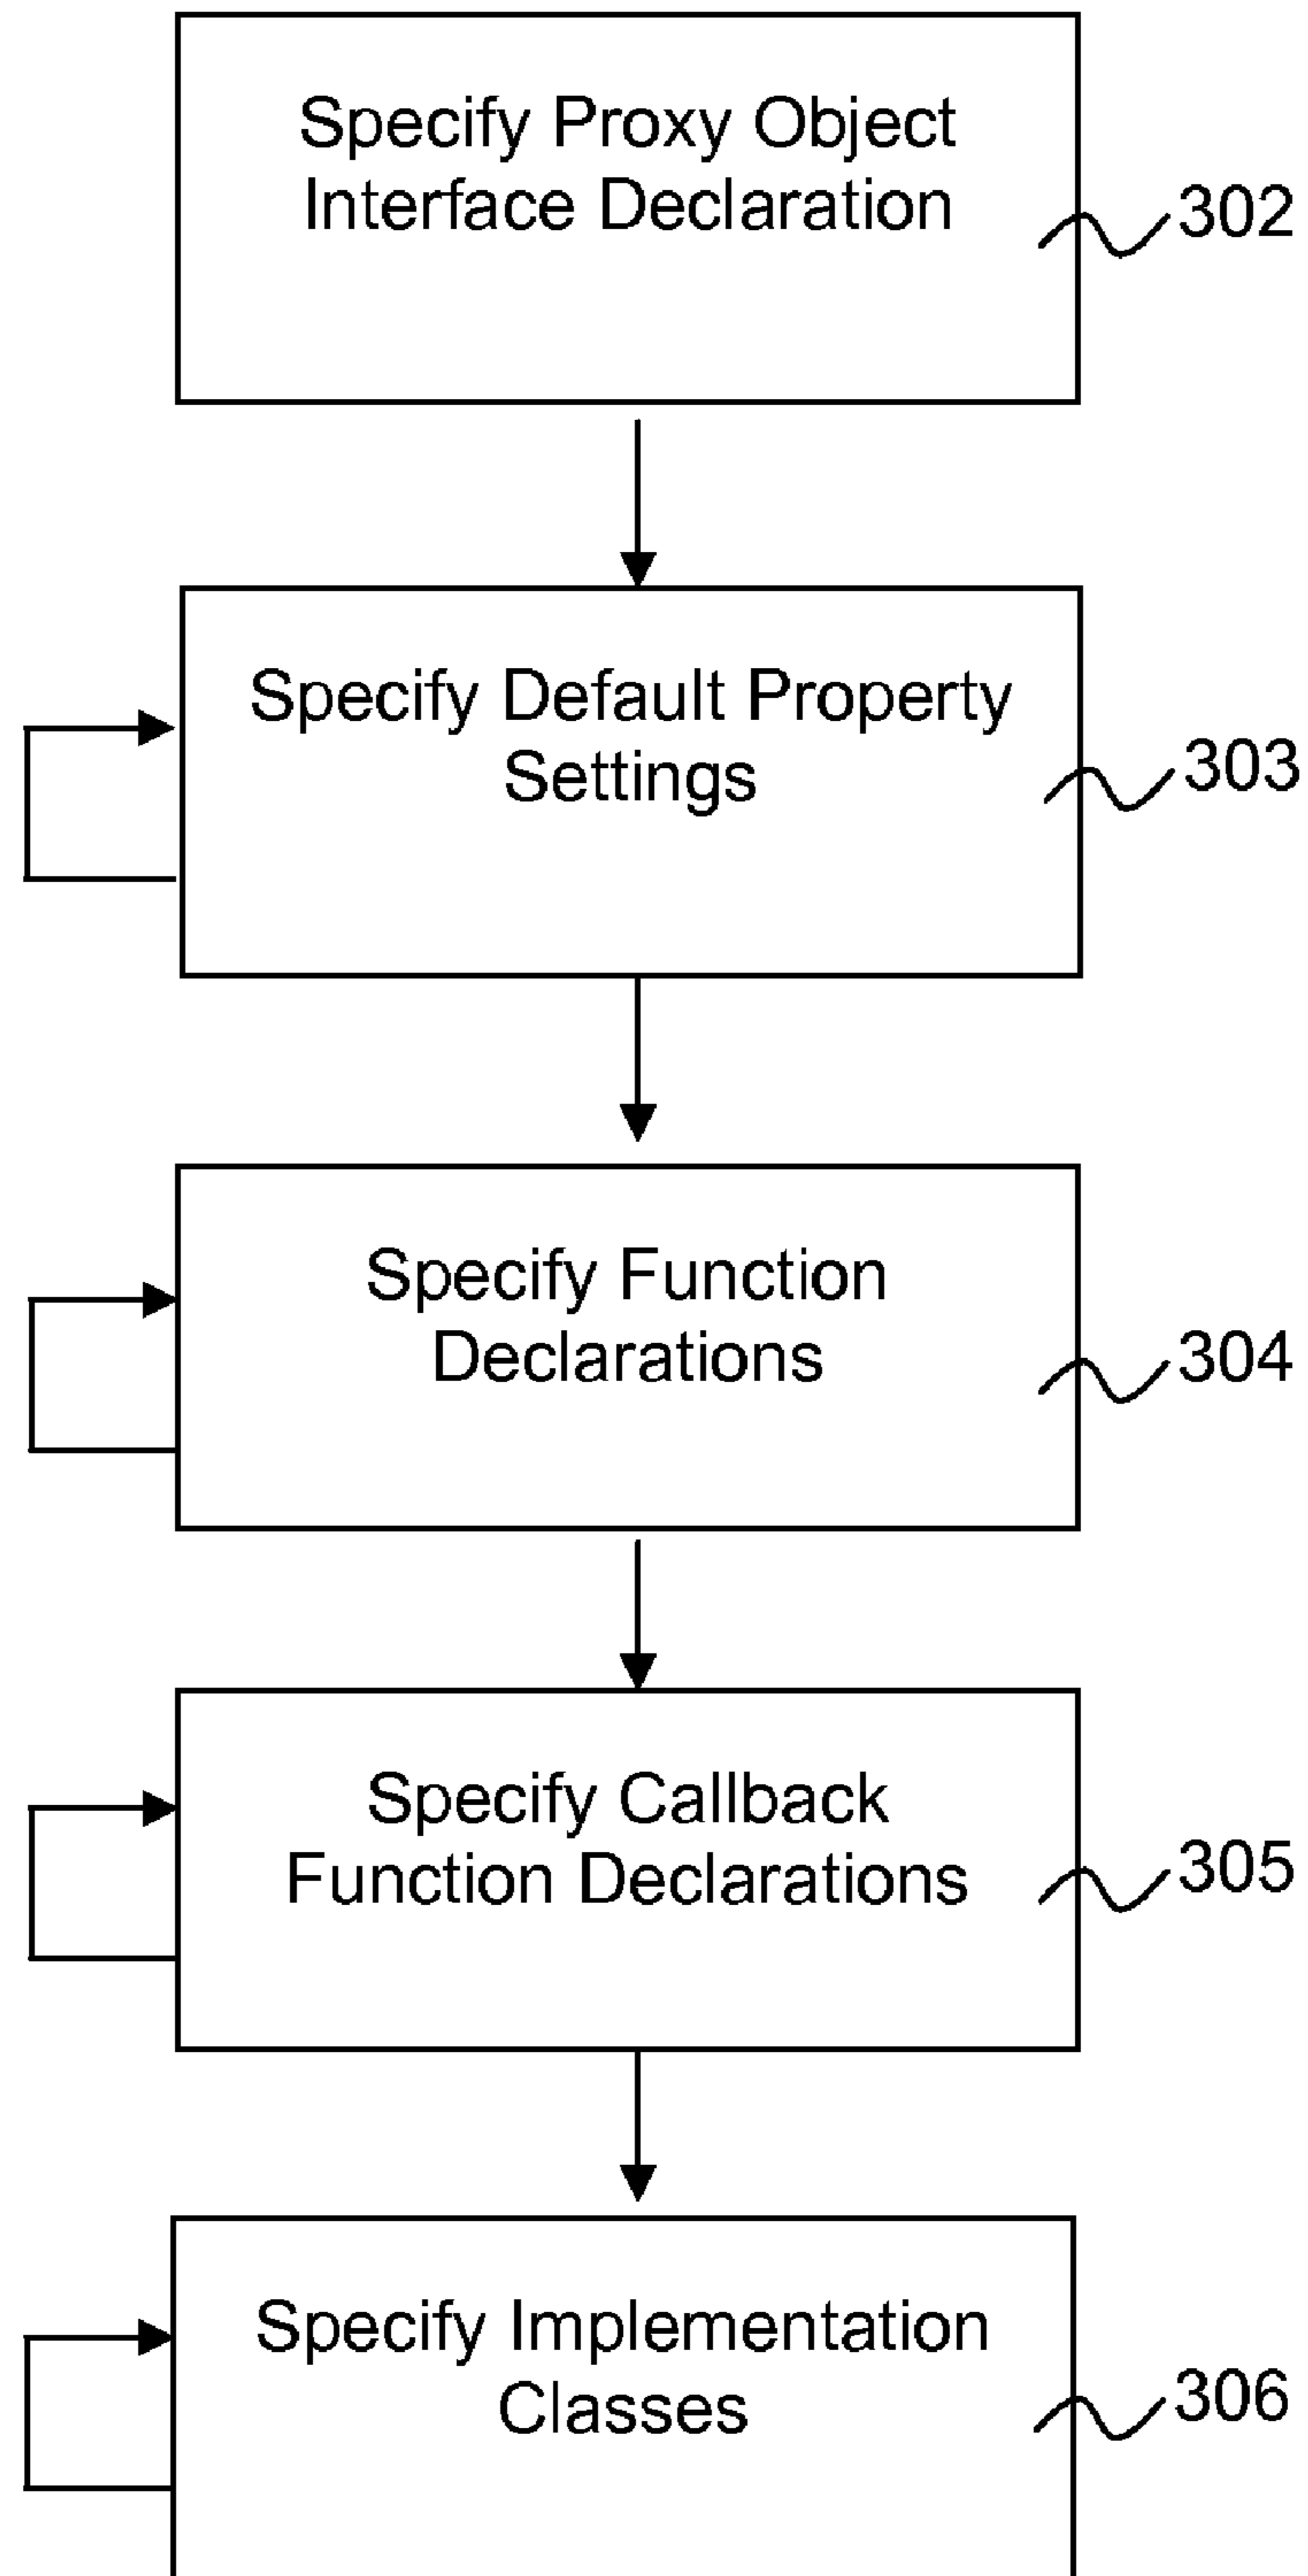 Specify Proxy Object
Interface Declaration
302
Specify Default Property
Settings
303
Specify Function
Declarations
304
Specify Callback
Function Declarations
305
Specify Implementation
Classes
306